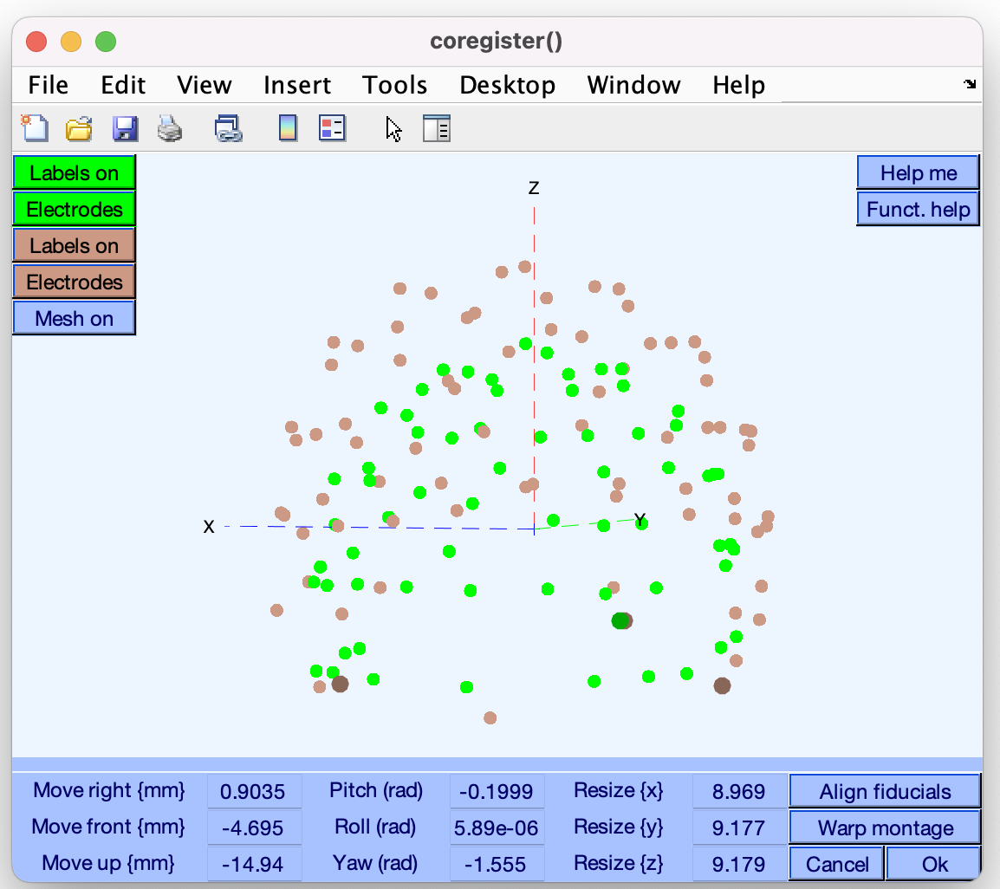 coregister()
File Edit View Insert Tools Desktop Window Help
Labels on
Electrodes
Labels on
Electrodes
Mesh on
Help me
Funct. help
Z
X
Y
Move right {mm} 0.9035 Pitch (rad) -0.1999 Resize {x} 8.969 Align fiducials
Move front {mm} -4.695 Roll (rad) 5.89e-06 Resize {y} 9.177 Warp montage
Move up {mm} -14.94 Yaw (rad) -1.555 Resize {z} 9.179 Cancel Ok